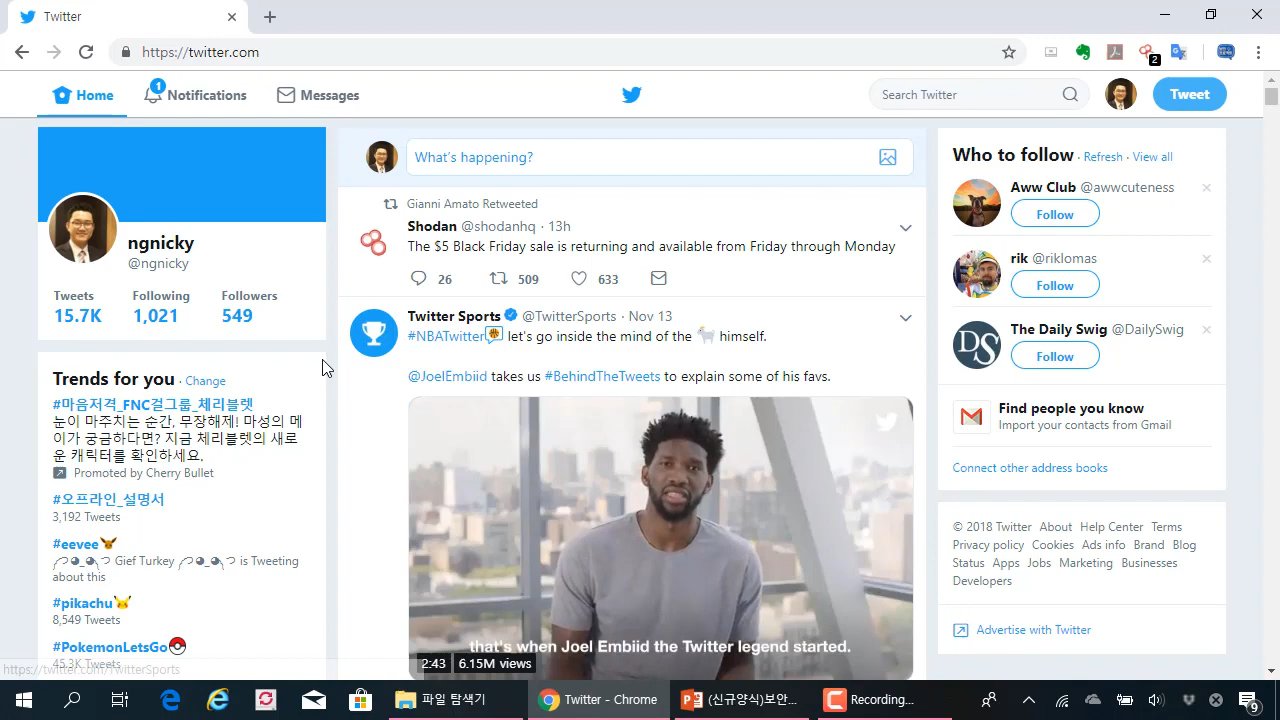 Twitter
https://twitter.com
2
Home
1
Notifications
Messages
Search Twitter
Tweet
ngnicky
@ngnicky
Tweets Following Followers
15.7K 1,021 549
Trends for you · Change
#마음저격_FNC걸그룹_체리블렛
눈이 마주치는 순간, 무장해제! 마성의 메
이가 궁금하다면? 지금 체리블렛의 새로
운 캐릭터를 확인하세요.
Promoted by Cherry Bullet
#오프라인_설명서
3,192 Tweets
#eevee
Gief Turkey is Tweeting
about this
#pikachu
8,549 Tweets
#PokemonLetsGo
45.3K Tweets
https://twitter.com/TwitterSports
What's happening?
Gianni Amato Retweeted
Shodan @shodanhq · 13h
The $5 Black Friday sale is returning and available from Friday through Monday
26 509 633
Twitter Sports @TwitterSports · Nov 13
#NBATwitter let's go inside the mind of the 🐐 himself.
@JoelEmbiid takes us #BehindTheTweets to explain some of his favs.
that's when Joel Embiid the Twitter legend started.
2:43 6.15M views
Who to follow · Refresh · View all
Aww Club @awwcuteness
Follow
rik @riklomas
Follow
DS
The Daily Swig @DailySwig
Follow
Find people you know
Import your contacts from Gmail
Connect other address books
© 2018 Twitter About Help Center Terms
Privacy policy Cookies Ads info Brand Blog
Status Apps Jobs Marketing Businesses
Developers
Advertise with Twitter
파일 탐색기
Twitter - Chrome
(신규양식)보안...
Recording...
9